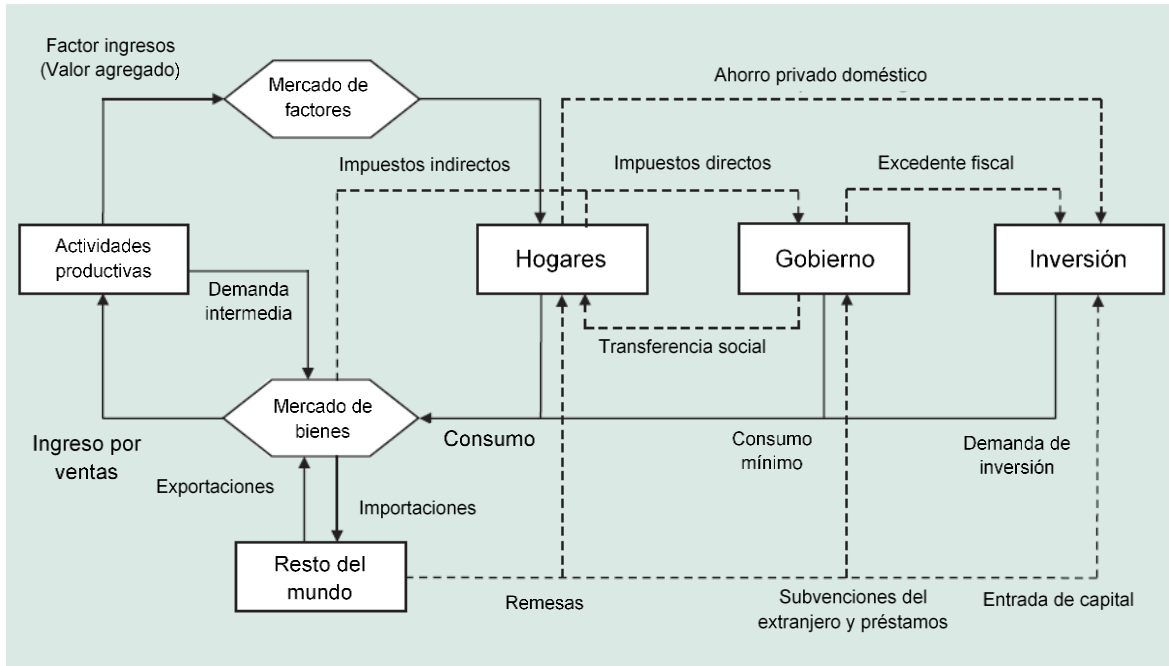 Factor ingresos
(Valor agregado)
Mercado de
factores
Ahorro privado doméstico
Impuestos indirectos
Impuestos directos
Excedente fiscal
Actividades
productivas
Hogares
Gobierno
Inversión
Demanda
intermedia
Transferencia social
Mercado de
bienes
Ingreso por
ventas
Consumo
Consumo
mínimo
Demanda de
inversión
Exportaciones
Importaciones
Resto del
mundo
Remesas
Subvenciones del
extranjero y préstamos
Entrada de capital